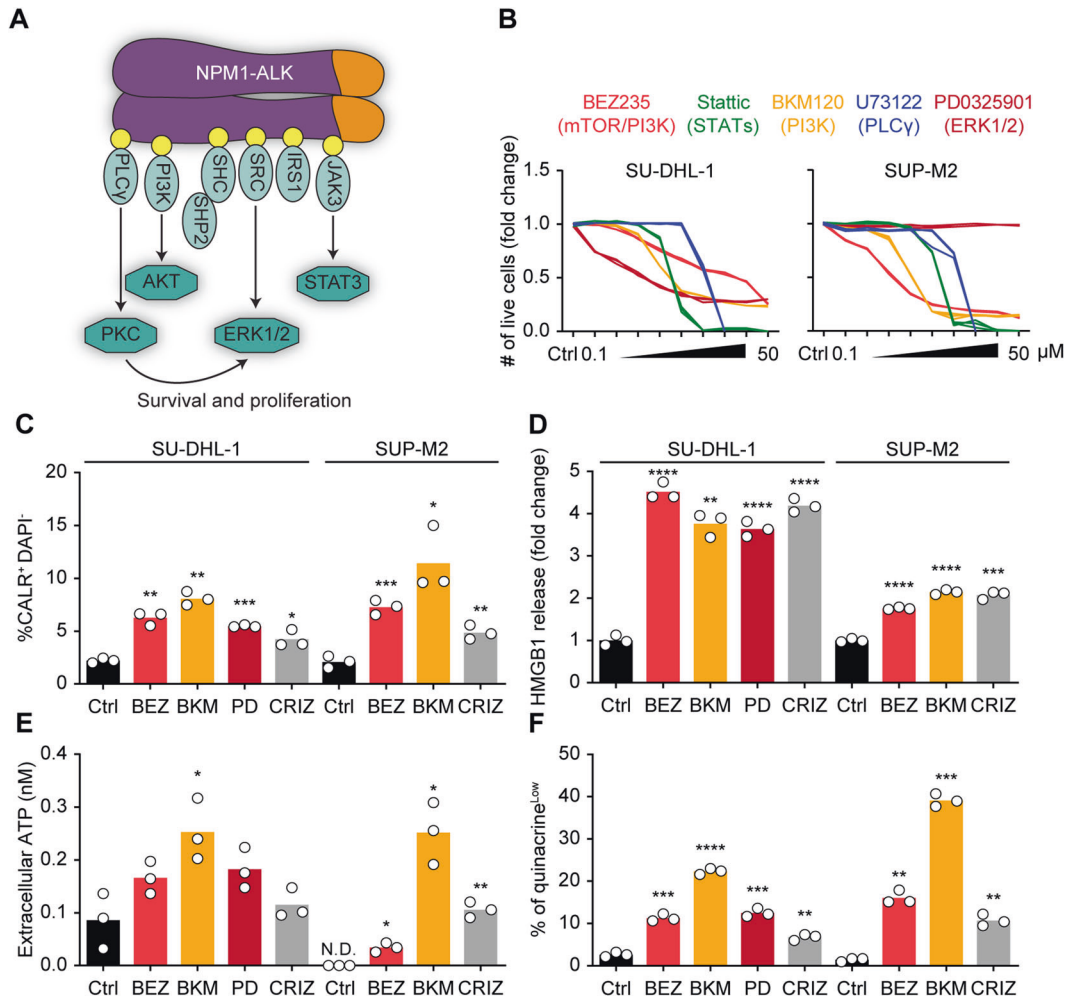 A
NPM1-ALK
PLCγ
PI3K
SHC
SHP2
SRC
IRS1
JAK3
AKT
STAT3
PKC
ERK1/2
Survival and proliferation
B
BEZ235 Stattic BKM120 U73122 PD0325901
(mTOR/PI3K) (STATs) (PI3K) (PLCγ) (ERK1/2)
SU-DHL-1 SUP-M2
# of live cells (fold change)
1.0 1.0
0.5 0.5
0.0 0.0
Ctrl 0.1 50 Ctrl 0.1 50 µM
C
SU-DHL-1 SUP-M2
%CALR⁺ DAPI⁻
20
15
10
5
0
** ** *** * *** * **
Ctrl BEZ BKM PD CRIZ Ctrl BEZ BKM CRIZ
D
SU-DHL-1 SUP-M2
HMGB1 release (fold change)
5
4
3
2
1
0
**** ** **** **** **** **** ***
Ctrl BEZ BKM PD CRIZ Ctrl BEZ BKM CRIZ
E
Extracellular ATP (nM)
0.4
0.3
0.2
0.1
0.0
* N.D. * * **
Ctrl BEZ BKM PD CRIZ Ctrl BEZ BKM CRIZ
F
% of quinacrineᴸᵒʷ
50
40
30
20
10
0
*** **** *** ** ** *** **
Ctrl BEZ BKM PD CRIZ Ctrl BEZ BKM CRIZ